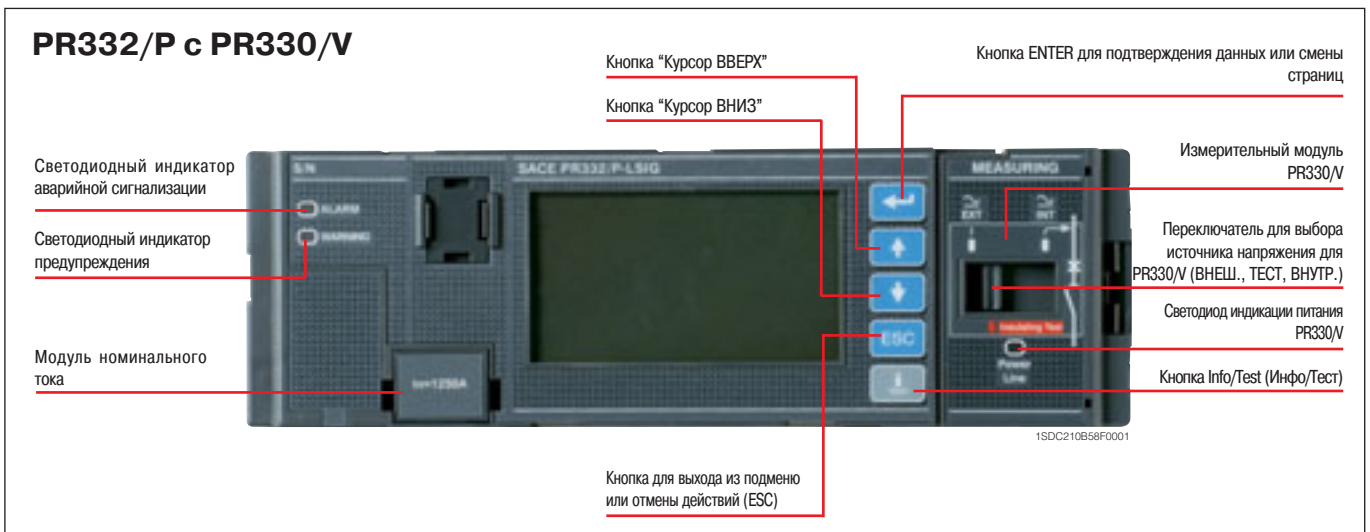 PR332/P с PR330/V
Кнопка “Курсор ВВЕРХ”
Кнопка “Курсор ВНИЗ”
Кнопка ENTER для подтверждения данных или смены
страниц
Светодиодный индикатор
аварийной сигнализации
Светодиодный индикатор
предупреждения
Модуль номинального
тока
Измерительный модуль
PR330/V
Переключатель для выбора
источника напряжения для
PR330/V (ВНЕШ., ТЕСТ, ВНУТР.)
Светодиод индикации питания
PR330/V
Кнопка Info/Test (Инфо/Тест)
Кнопка для выхода из подменю
или отмены действий (ESC)
S/N
ALARM
WARNING
In=1250A
SACE PR332/P-LSIG
ESC
i
MEASURING
EXT
INT
Insulating Test
Power
Line
1SDC210B58F0001